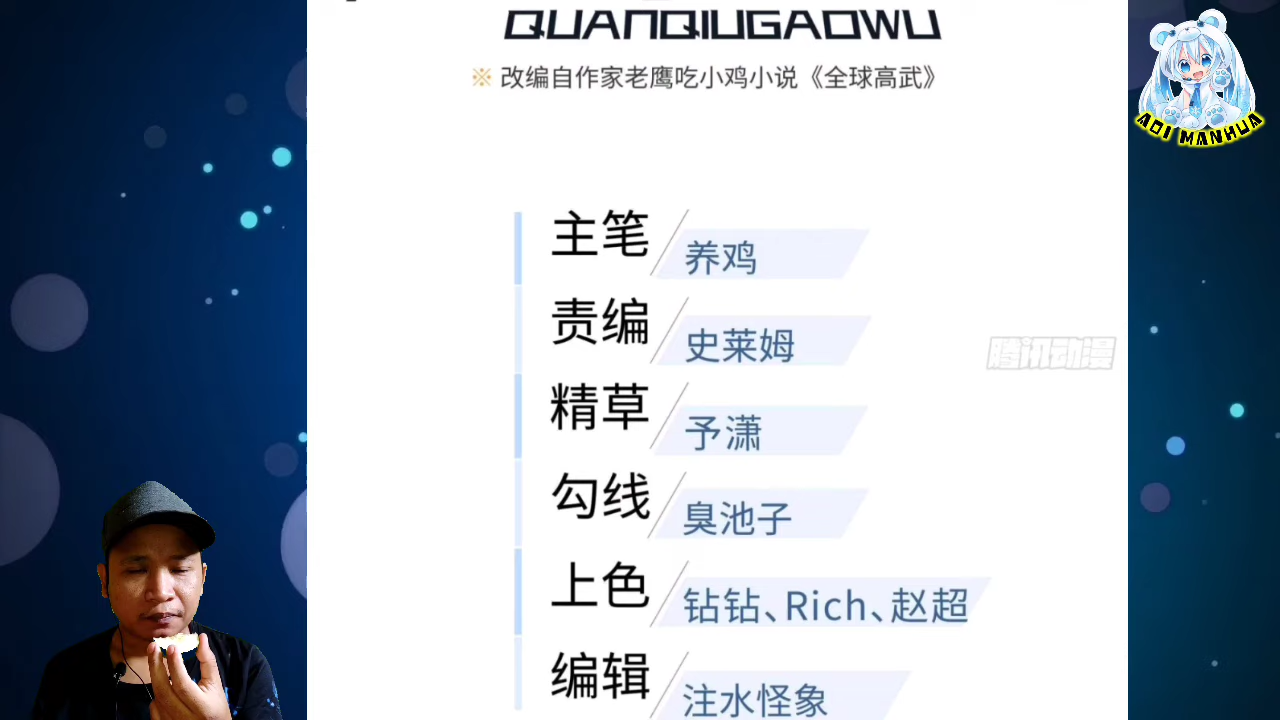 QUANQIUGAOWU
※ 改编自作家老鹰吃小鸡小说《全球高武》
AOI MANHUA
主笔 养鸡
责编 史莱姆
腾讯动漫
精草 予潇
勾线 臭池子
上色 钻钻、Rich、赵超
编辑 注水怪象